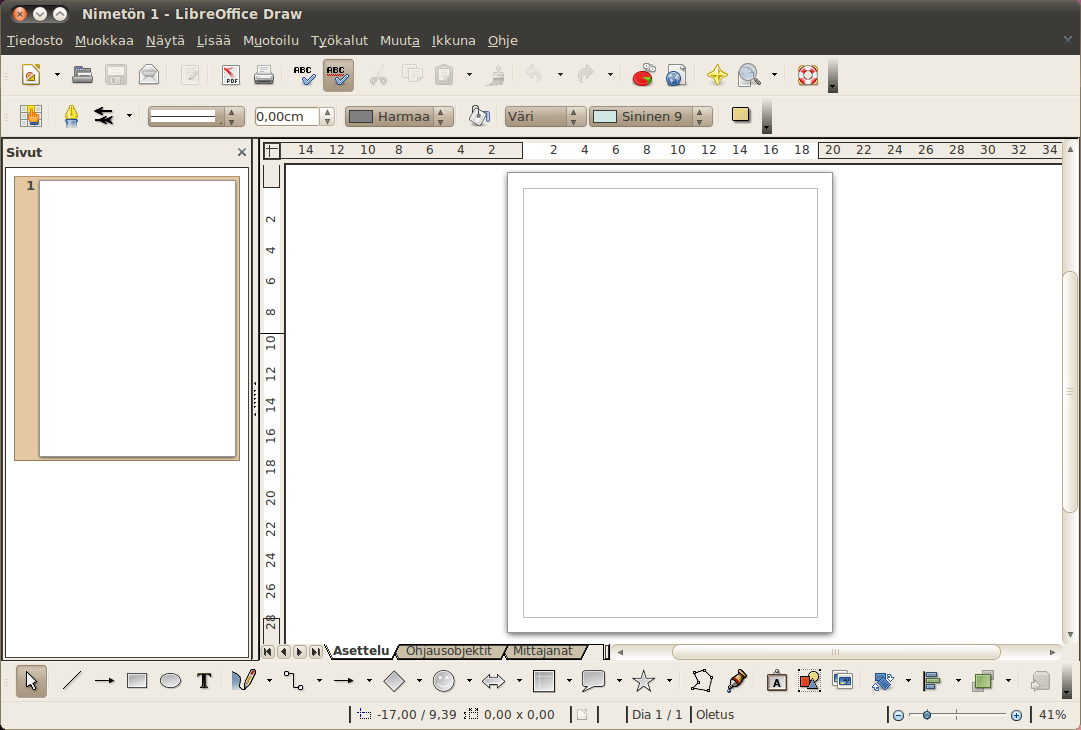 Nimetön 1 - LibreOffice Draw
Tiedosto Muokkaa Näytä Lisää Muotoilu Työkalut Muuta Ikkuna Ohje
PDF ABC ABC
0,00cm Harmaa Väri Sininen 9
Sivut
14 12 10 8 6 4 2 2 4 6 8 10 12 14 16 18 20 22 24 26 28 30 32 34
1
2
4
6
8
10
12
14
16
18
20
22
24
26
28
Asettelu Ohjausobjektit Mittajanat
T A
-17,00 / 9,39 0,00 x 0,00 Dia 1 / 1 Oletus 41%